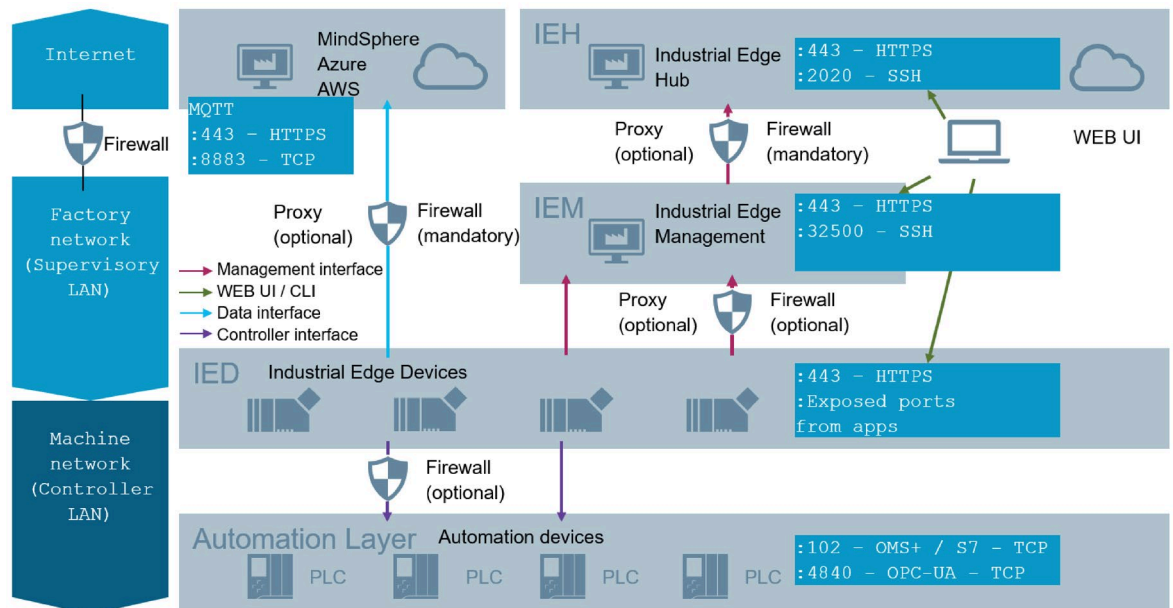 Internet
Firewall
Factory
network
(Supervisory
LAN)
Machine
network
(Controller
LAN)
MindSphere
Azure
AWS
MQTT
:443 – HTTPS
:8883 – TCP
IEH
Industrial Edge
Hub
:443 – HTTPS
:2020 – SSH
Proxy
(optional)
Firewall
(mandatory)
WEB UI
IEM
Industrial Edge
Management
:443 – HTTPS
:32500 – SSH
Proxy
(optional)
Firewall
(mandatory)
Management interface
WEB UI / CLI
Data interface
Controller interface
Proxy
(optional)
Firewall
(optional)
IED
Industrial Edge Devices
:443 – HTTPS
:Exposed ports
from apps
Firewall
(optional)
Automation Layer
Automation devices
PLC
PLC
PLC
PLC
:102 – OMS+ / S7 – TCP
:4840 – OPC-UA – TCP